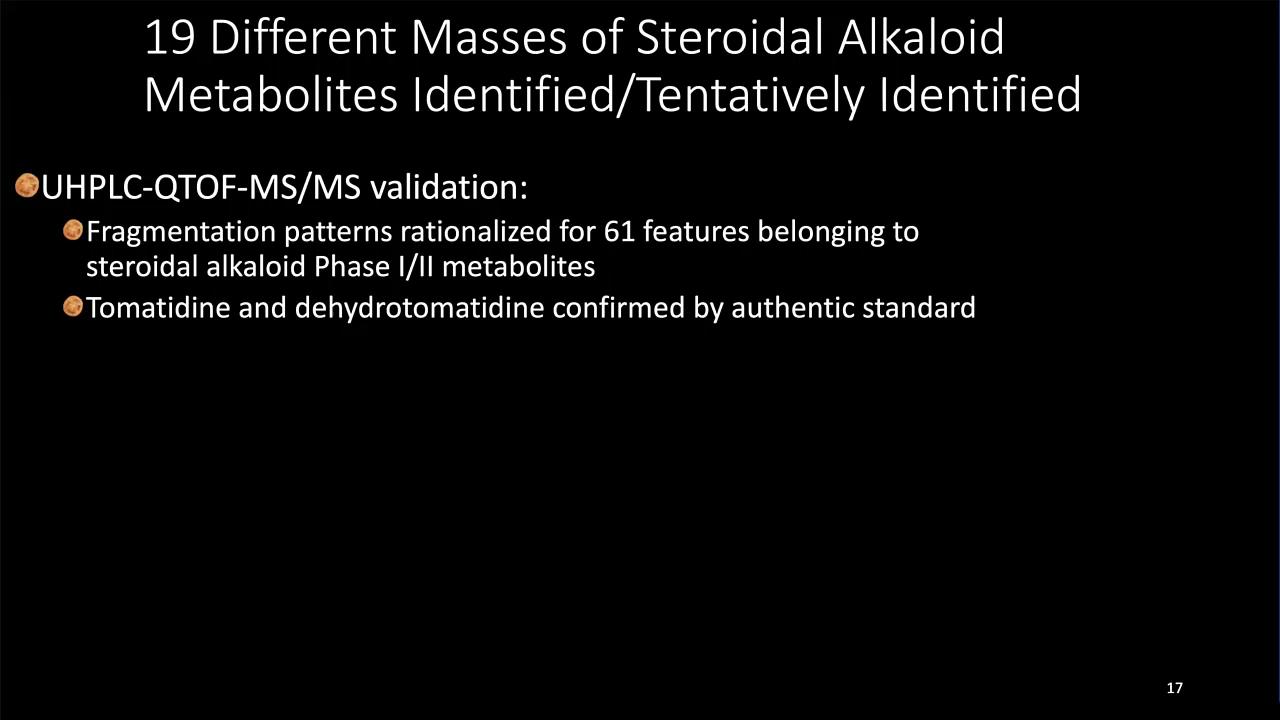 19 Different Masses of Steroidal Alkaloid
Metabolites Identified/Tentatively Identified
UHPLC-QTOF-MS/MS validation:
Fragmentation patterns rationalized for 61 features belonging to
steroidal alkaloid Phase I/II metabolites
Tomatidine and dehydrotomatidine confirmed by authentic standard
17